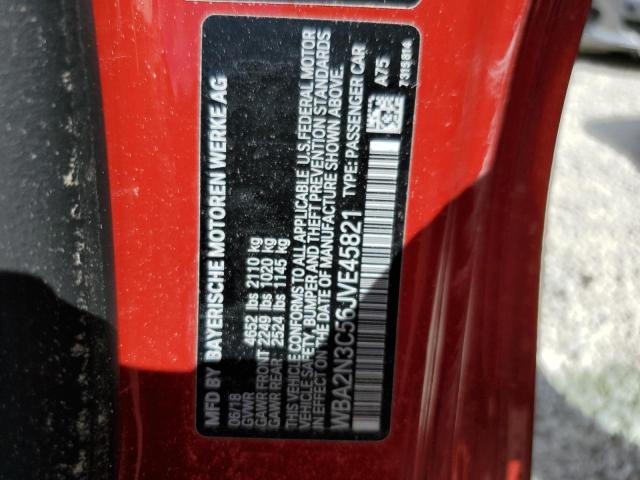 MFD BY BAYERISCHE MOTOREN WERKE AG
06/18
GVWR 4652 lbs 2110 kg
GAWR FRONT 2249 lbs 1020 kg
GAWR REAR 2524 lbs 1145 kg
THIS VEHICLE CONFORMS TO ALL APPLICABLE U.S. FEDERAL MOTOR
VEHICLE SAFETY, BUMPER AND THEFT PREVENTION STANDARDS
IN EFFECT ON THE DATE OF MANUFACTURE SHOWN ABOVE.
WBA2N3C56JVE45821 TYPE: PASSENGER CAR
A75